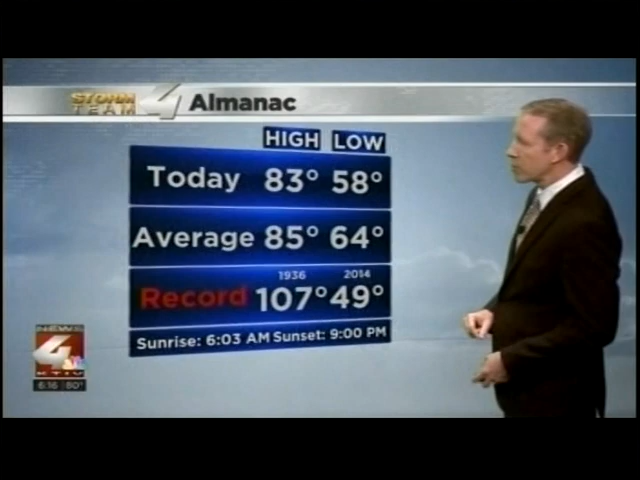 STORM TEAM 4 Almanac
HIGH LOW
Today 83° 58°
Average 85° 64°
1936 2014
Record 107° 49°
Sunrise: 6:03 AM Sunset: 9:00 PM
NEWS
4
6:16 80°